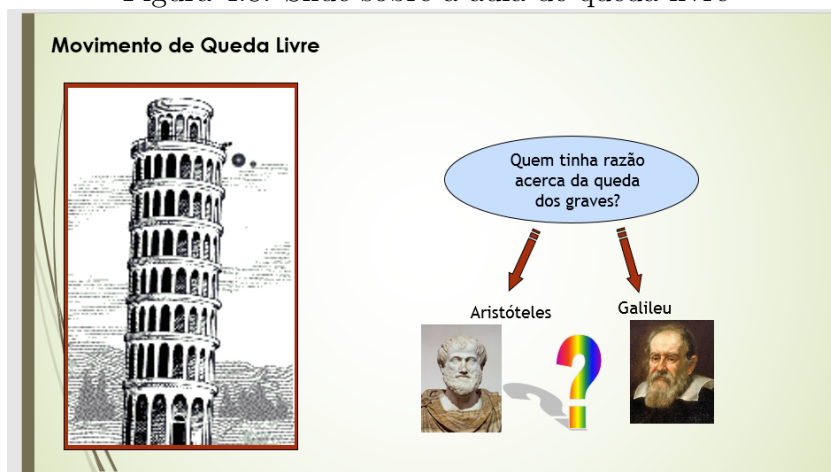 Movimento de Queda Livre
Quem tinha razão
acerca da queda
dos graves?
Aristóteles
Galileu
?